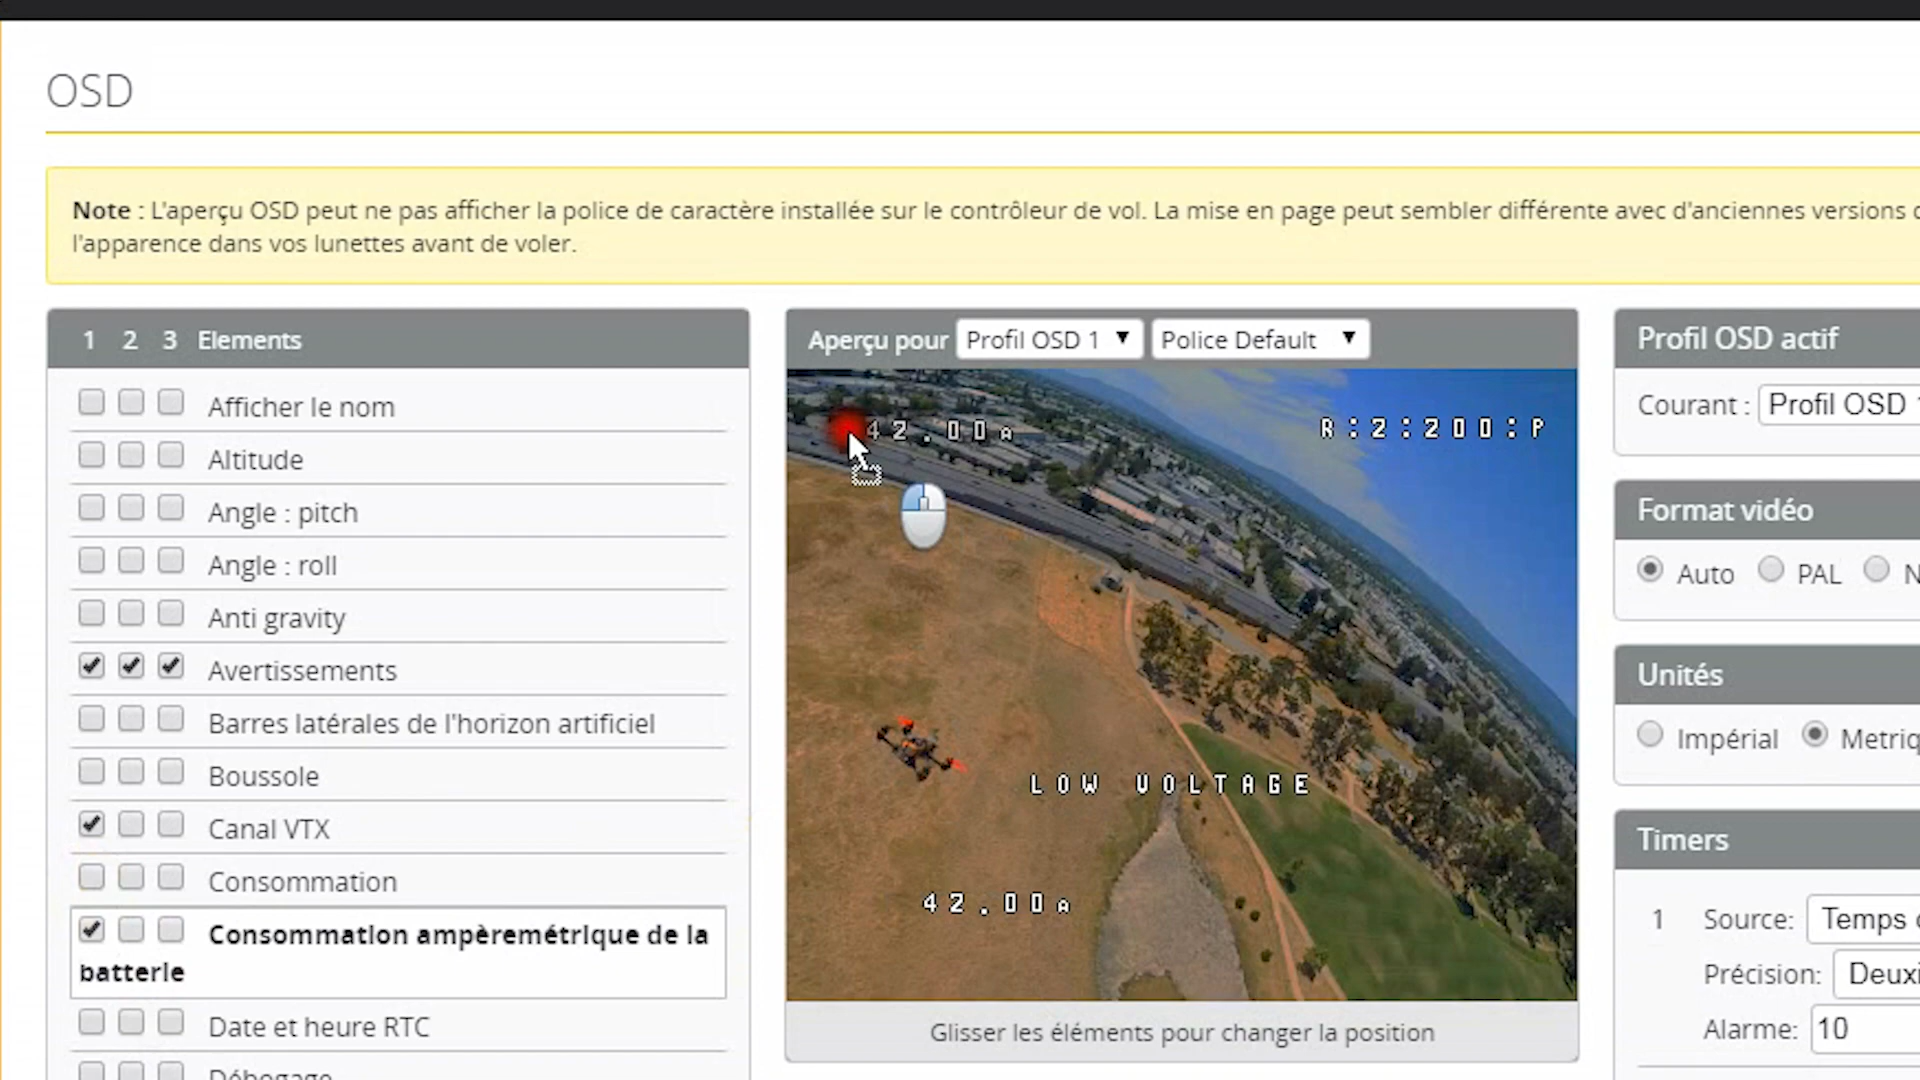 OSD
Note : L'aperçu OSD peut ne pas afficher la police de caractère installée sur le contrôleur de vol. La mise en page peut sembler différente avec d'anciennes versions
l'apparence dans vos lunettes avant de voler.
1 2 3 Elements
Afficher le nom
Altitude
Angle : pitch
Angle : roll
Anti gravity
Avertissements
Barres latérales de l'horizon artificiel
Boussole
Canal VTX
Consommation
Consommation ampèremétrique de la
batterie
Date et heure RTC
Débogage
Aperçu pour Profil OSD 1 Police Default
42.00A
R:2:200:P
LOW VOLTAGE
42.00A
Glisser les éléments pour changer la position
Profil OSD actif
Courant : Profil OSD
Format vidéo
Auto PAL N
Unités
Impérial Metriq
Timers
1 Source: Temps
Précision: Deuxi
Alarme: 10